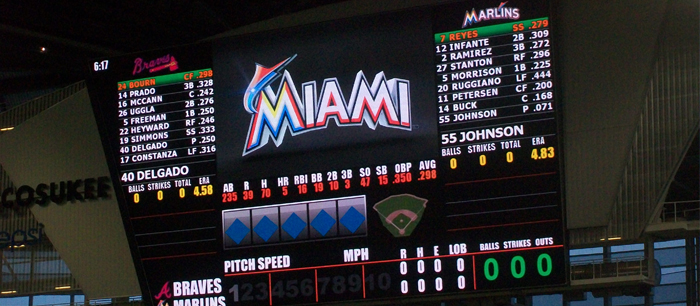 6:17
Braves
24 BOURN CF .298
14 PRADO 3B .328
16 MCCANN C .242
26 UGGLA 2B .276
5 FREEMAN 1B .250
22 HEYWARD RF .246
19 SIMMONS SS .333
40 DELGADO P .250
17 CONSTANZA LF .316
40 DELGADO
BALLS STRIKES TOTAL ERA
0 0 0 4.58
MIAMI
AB R H HR RBI BB 2B 3B SO SB OBP AVG
235 39 70 5 16 19 10 3 47 15 .350 .298
PITCH SPEED MPH
12345678910
R H E LOB
BRAVES 0 0 0 0
MARLINS 0 0 0 0
BALLS STRIKES OUTS
0 0 0
MARLINS
7 REYES SS .279
12 INFANTE 2B .309
2 RAMIREZ 3B .272
27 STANTON RF .296
5 MORRISON 1B .225
20 RUGGIANO LF .444
11 PETERSEN CF .200
14 BUCK C .168
55 JOHNSON P .071
55 JOHNSON
BALLS STRIKES TOTAL ERA
0 0 0 4.83
COSUKEE